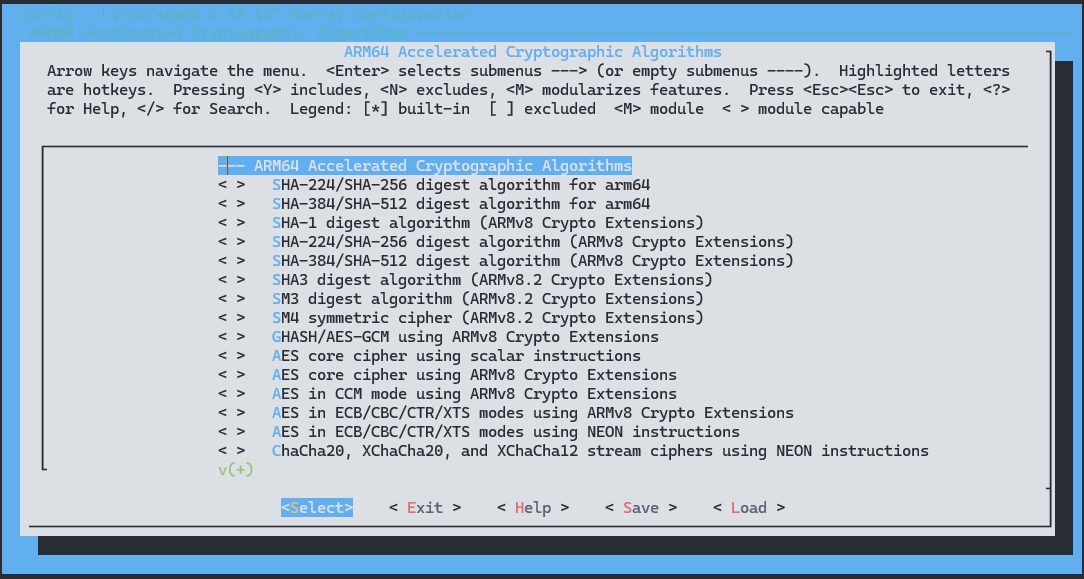 config - Linux/arm64 5.15.147 Kernel Configuration
> ARM64 Accelerated Cryptographic Algorithms
ARM64 Accelerated Cryptographic Algorithms
Arrow keys navigate the menu.  <Enter> selects submenus ---> (or empty submenus ----).  Highlighted letters
are hotkeys.  Pressing <Y> includes, <N> excludes, <M> modularizes features.  Press <Esc><Esc> to exit, <?>
for Help, </> for Search.  Legend: [*] built-in  [ ] excluded  <M> module  < > module capable
--- ARM64 Accelerated Cryptographic Algorithms
< >   SHA-224/SHA-256 digest algorithm for arm64
< >   SHA-384/SHA-512 digest algorithm for arm64
< >   SHA-1 digest algorithm (ARMv8 Crypto Extensions)
< >   SHA-224/SHA-256 digest algorithm (ARMv8 Crypto Extensions)
< >   SHA-384/SHA-512 digest algorithm (ARMv8 Crypto Extensions)
< >   SHA3 digest algorithm (ARMv8.2 Crypto Extensions)
< >   SM3 digest algorithm (ARMv8.2 Crypto Extensions)
< >   SM4 symmetric cipher (ARMv8.2 Crypto Extensions)
< >   GHASH/AES-GCM using ARMv8 Crypto Extensions
< >   AES core cipher using scalar instructions
< >   AES core cipher using ARMv8 Crypto Extensions
< >   AES in CCM mode using ARMv8 Crypto Extensions
< >   AES in ECB/CBC/CTR/XTS modes using ARMv8 Crypto Extensions
< >   AES in ECB/CBC/CTR/XTS modes using NEON instructions
< >   ChaCha20, XChaCha20, and XChaCha12 stream ciphers using NEON instructions
v(+)
<Select>    < Exit >    < Help >    < Save >    < Load >